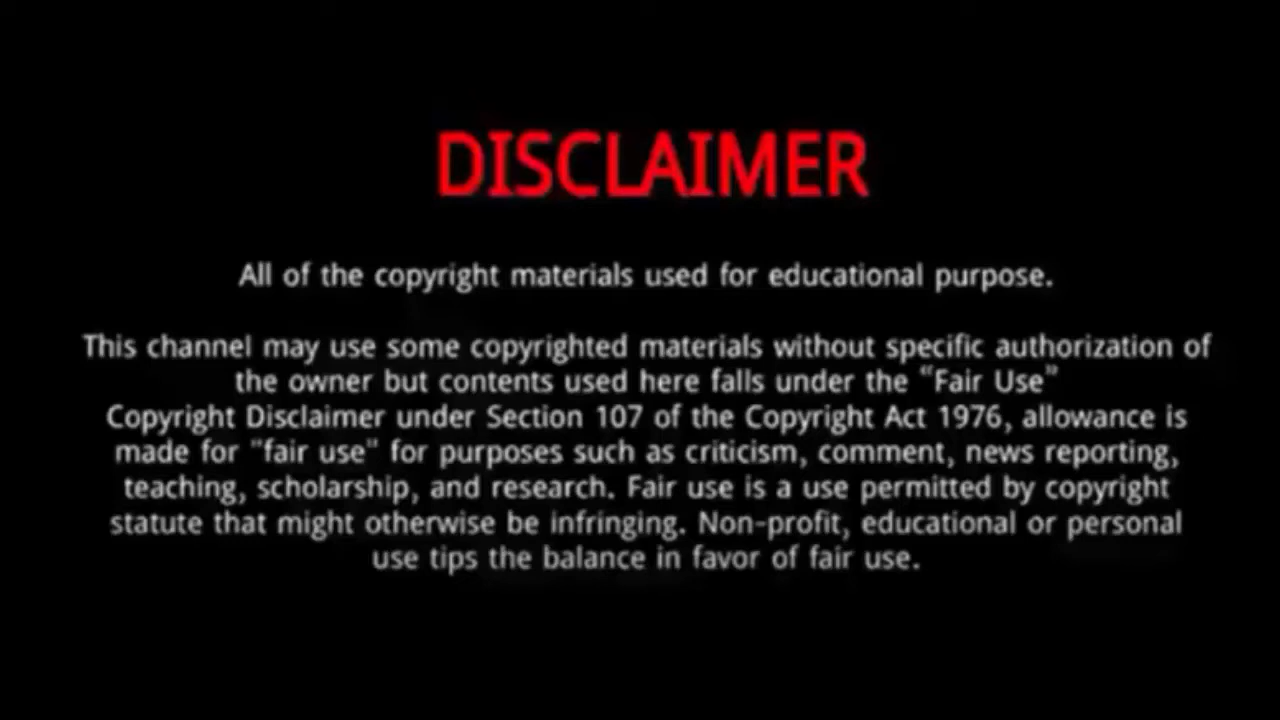 DISCLAIMER
All of the copyright materials used for educational purpose.
This channel may use some copyrighted materials without specific authorization of
the owner but contents used here falls under the “Fair Use”
Copyright Disclaimer under Section 107 of the Copyright Act 1976, allowance is
made for "fair use" for purposes such as criticism, comment, news reporting,
teaching, scholarship, and research. Fair use is a use permitted by copyright
statute that might otherwise be infringing. Non-profit, educational or personal
use tips the balance in favor of fair use.